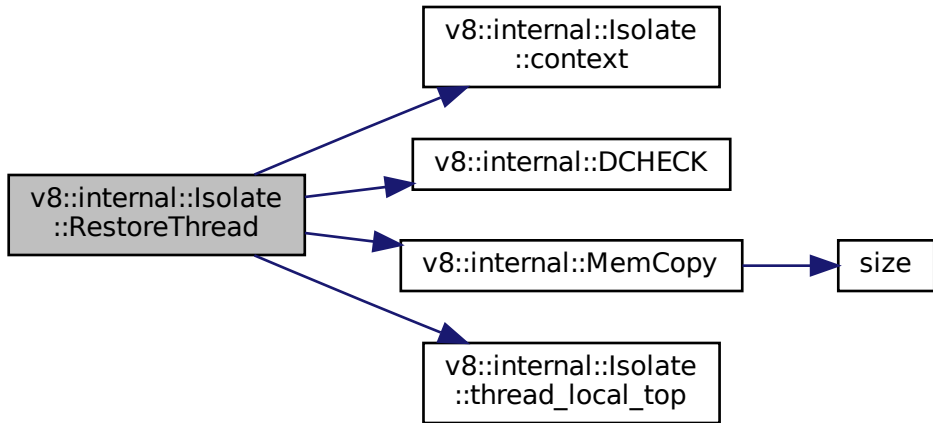 v8::internal::Isolate
::context
v8::internal::DCHECK
v8::internal::Isolate
::RestoreThread
v8::internal::MemCopy
size
v8::internal::Isolate
::thread_local_top